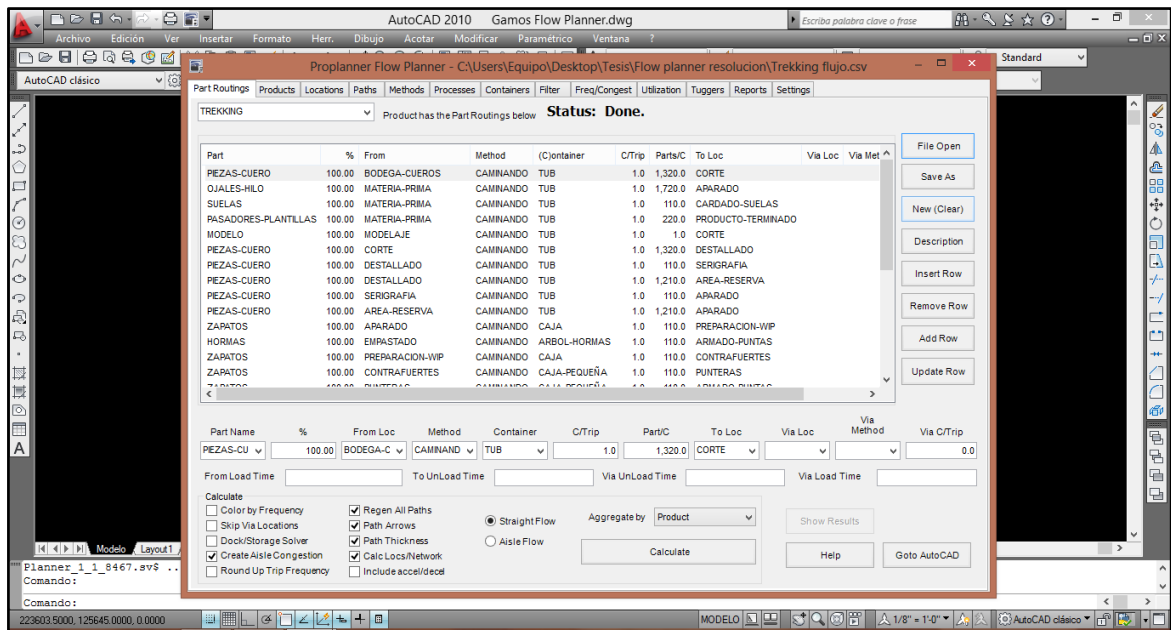 AutoCAD 2010 Gamos Flow Planner.dwg
Escriba palabra clave o frase
Archivo Edición Ver Insertar Formato Herr. Dibujo Acotar Modificar Paramétrico Ventana ?
Standard
AutoCAD clásico
Proplanner Flow Planner - C:\Users\Equipo\Desktop\Tesis\Flow planner resolucion\Trekking flujo.csv
Part Routings Products Locations Paths Methods Processes Containers Filter Freq/Congest Utilization Tuggers Reports Settings
TREKKING Product has the Part Routings below Status: Done.
Part % From Method (C)ontainer C/Trip Parts/C To Loc Via Loc Via Met
PIEZAS-CUERO 100.00 BODEGA-CUEROS CAMINANDO TUB 1.0 1,320.0 CORTE
OJALES-HILO 100.00 MATERIA-PRIMA CAMINANDO TUB 1.0 1,720.0 APARADO
SUELAS 100.00 MATERIA-PRIMA CAMINANDO TUB 1.0 110.0 CARDADO-SUELAS
PASADORES-PLANTILLAS 100.00 MATERIA-PRIMA CAMINANDO TUB 1.0 220.0 PRODUCTO-TERMINADO
MODELO 100.00 MODELAJE CAMINANDO TUB 1.0 1.0 CORTE
PIEZAS-CUERO 100.00 CORTE CAMINANDO TUB 1.0 1,320.0 DESTALLADO
PIEZAS-CUERO 100.00 DESTALLADO CAMINANDO TUB 1.0 110.0 SERIGRAFIA
PIEZAS-CUERO 100.00 DESTALLADO CAMINANDO TUB 1.0 1,210.0 AREA-RESERVA
PIEZAS-CUERO 100.00 SERIGRAFIA CAMINANDO TUB 1.0 110.0 APARADO
PIEZAS-CUERO 100.00 AREA-RESERVA CAMINANDO TUB 1.0 1,210.0 APARADO
ZAPATOS 100.00 APARADO CAMINANDO CAJA 1.0 110.0 PREPARACION-WIP
HORMAS 100.00 EMPASTADO CAMINANDO ARBOL-HORMAS 1.0 110.0 ARMADO-PUNTAS
ZAPATOS 100.00 PREPARACION-WIP CAMINANDO CAJA 1.0 110.0 CONTRAFUERTES
ZAPATOS 100.00 CONTRAFUERTES CAMINANDO CAJA-PEQUEÑA 1.0 110.0 PUNTERAS
ZAPATOS 100.00 PUNTERAS CAMINANDO CAJA-PEQUEÑA 1.0 110.0 ARMADO-PUNTAS
File Open
Save As
New (Clear)
Description
Insert Row
Remove Row
Add Row
Update Row
Part Name % From Loc Method Container C/Trip Part/C To Loc Via Loc Via Method Via C/Trip
PIEZAS-CU 100.00 BODEGA-C CAMINAND TUB 1.0 1,320.0 CORTE 0.0
From Load Time To UnLoad Time Via UnLoad Time Via Load Time
Calculate
Color by Frequency
Skip Via Locations
Dock/Storage Solver
Create Aisle Congestion
Round Up Trip Frequency
Regen All Paths
Path Arrows
Path Thickness
Calc Locs/Network
Include accel/decel
Straight Flow
Aisle Flow
Aggregate by Product
Calculate
Show Results
Help
Goto AutoCAD
Modelo Layout1
Planner_1_1_8467.sv$ ..
Comando:
Comando:
223603.5000, 125645.0000, 0.0000 MODELO 1/8" = 1'-0" AutoCAD clásico